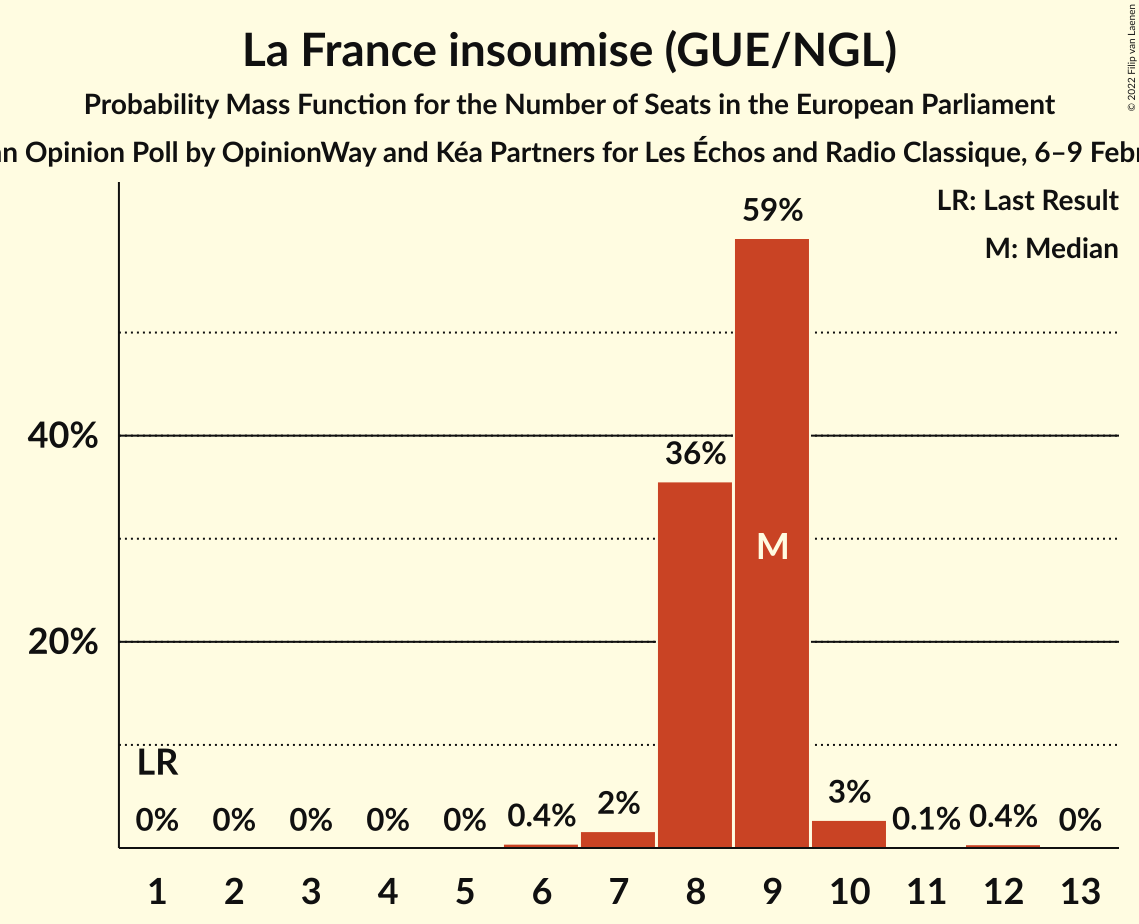 La France insoumise (GUE/NGL)
Probability Mass Function for the Number of Seats in the European Parliament
Opinion Poll by OpinionWay and Kéa Partners for Les Échos and Radio Classique, 6–9
© 2022 Filip van Laenen
LR: Last Result
M: Median
59%
40%
36%
M
20%
LR
0% 0% 0% 0% 0% 0.4% 2% 3% 0.1% 0.4% 0%
1 2 3 4 5 6 7 8 9 10 11 12 13